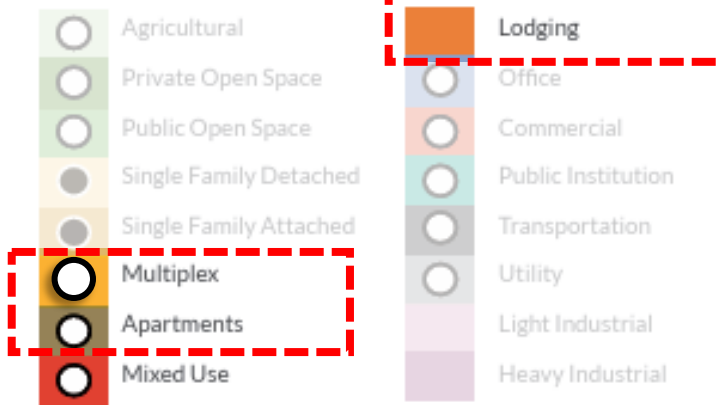 Agricultural
Private Open Space
Public Open Space
Single Family Detached
Single Family Attached
Multiplex
Apartments
Mixed Use
Lodging
Office
Commercial
Public Institution
Transportation
Utility
Light Industrial
Heavy Industrial